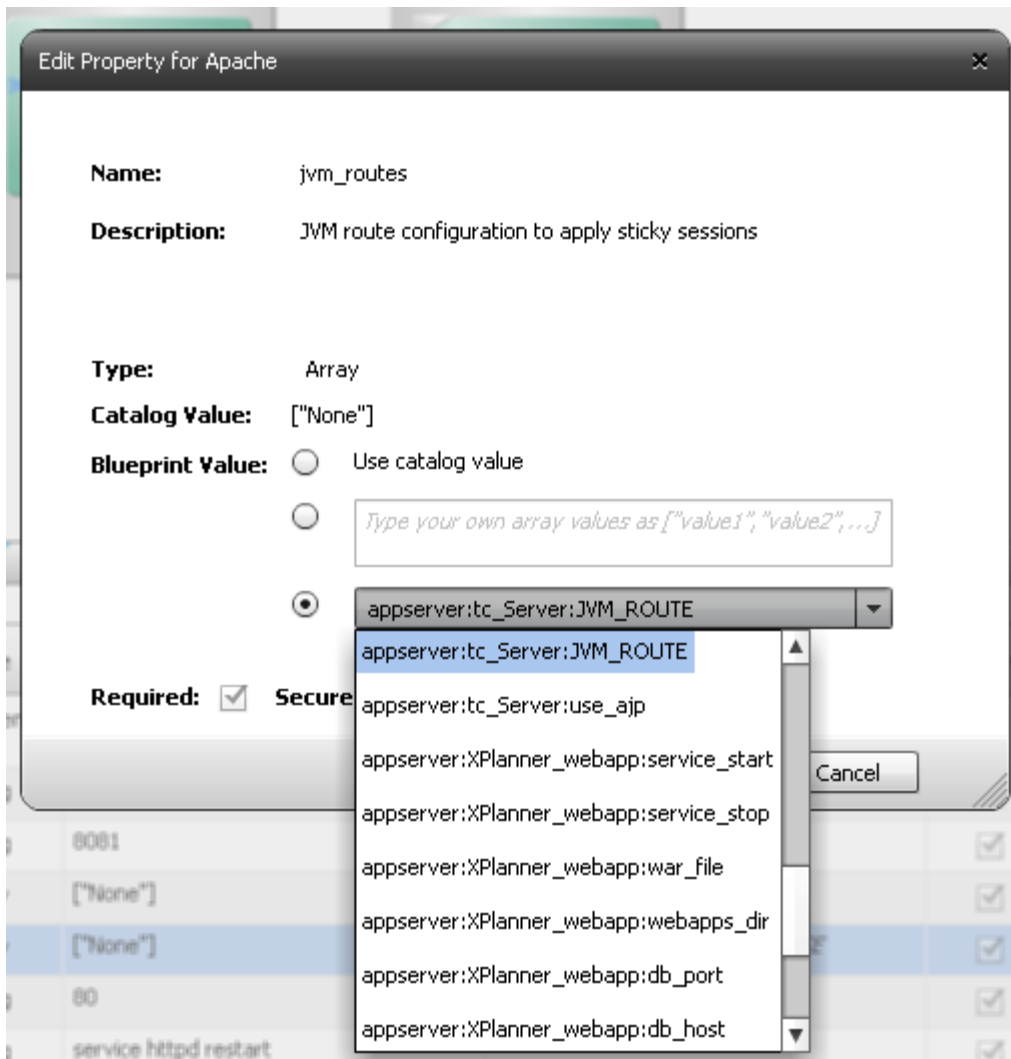 Edit Property for Apache x
Name: jvm_routes
Description: JVM route configuration to apply sticky sessions
Type: Array
Catalog Value: ["None"]
Blueprint Value: Use catalog value
Type your own array values as ["value1","value2",...]
appserver:tc_Server:JVM_ROUTE
appserver:tc_Server:JVM_ROUTE
appserver:tc_Server:use_ajp
Required: Secure
appserver:XPlanner_webapp:service_start
Cancel
appserver:XPlanner_webapp:service_stop
8081
appserver:XPlanner_webapp:war_file
["None"]
appserver:XPlanner_webapp:webapps_dir
["None"]
appserver:XPlanner_webapp:db_port
80
appserver:XPlanner_webapp:db_host
service httpd restart